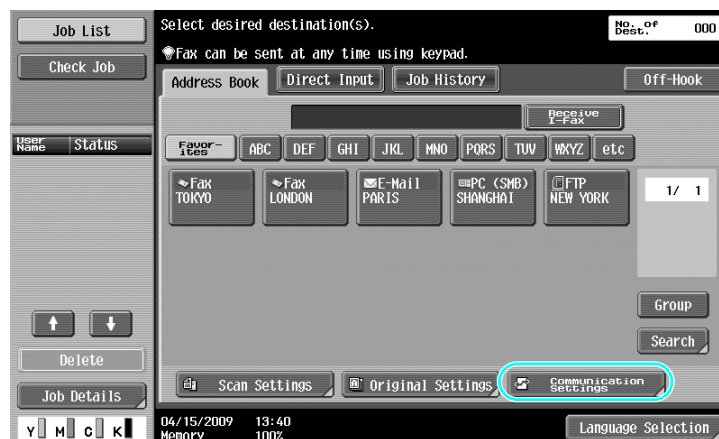 Job List
Check Job
User Name
Status
Delete
Job Details
Y M C K
Select desired destination(s).
No. of Dest. 000
Fax can be sent at any time using keypad.
Address Book
Direct Input
Job History
Off-Hook
Receive I-Fax
Favor-ites
ABC
DEF
GHI
JKL
MNO
PQRS
TUV
WXYZ
etc
Fax
TOKYO
Fax
LONDON
E-Mail
PARIS
PC (SMB)
SHANGHAI
FTP
NEW YORK
1/ 1
Group
Search
Scan Settings
Original Settings
Communication
Settings
04/15/2009 13:40
Memory 100%
Language Selection